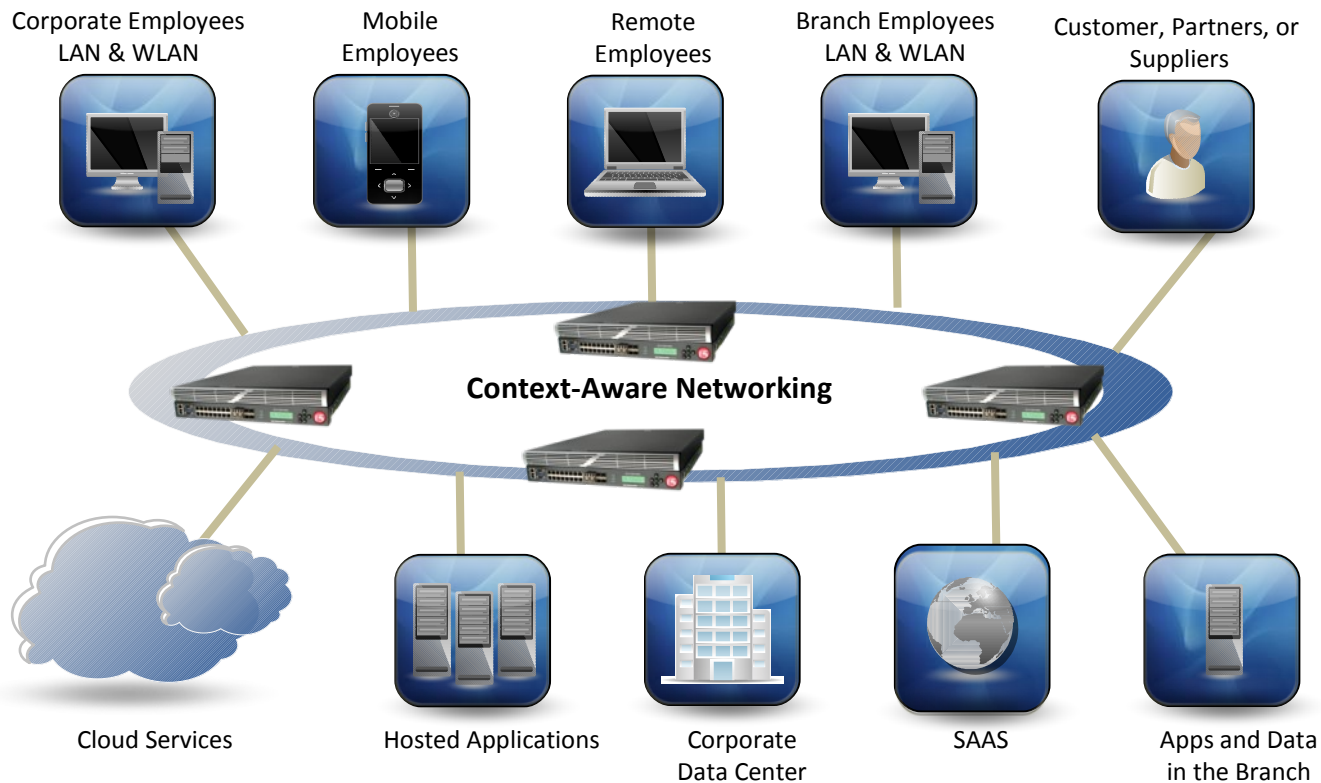 Corporate Employees
LAN & WLAN
Mobile
Employees
Remote
Employees
Branch Employees
LAN & WLAN
Customer, Partners, or
Suppliers
Context-Aware Networking
Cloud Services
Hosted Applications
Corporate
Data Center
SAAS
Apps and Data
in the Branch